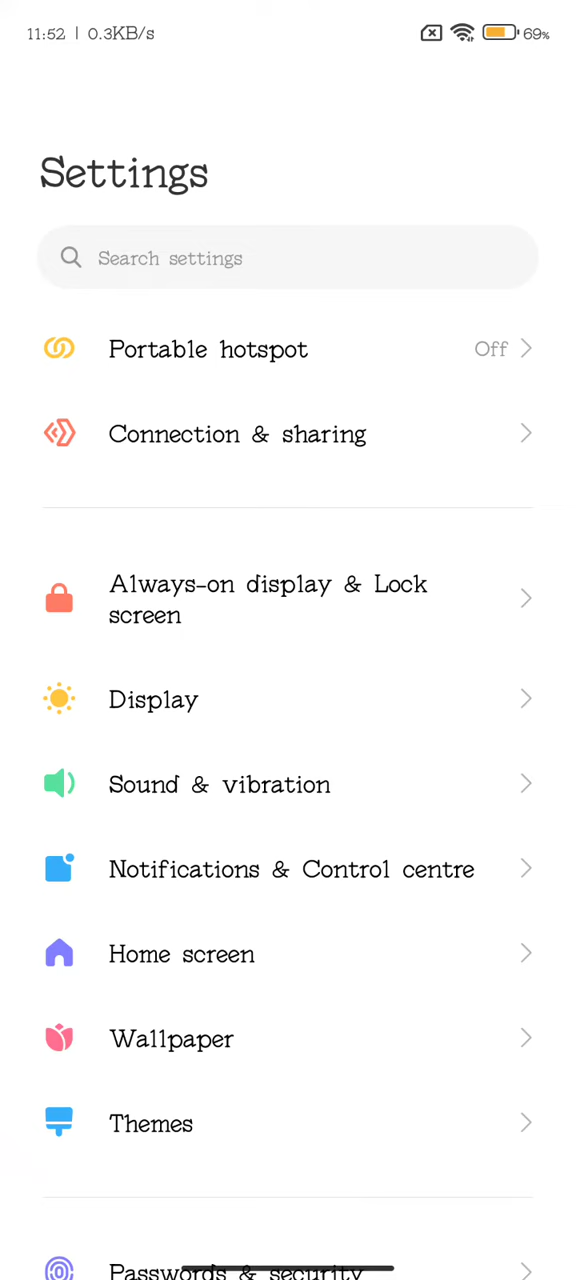 11:52 | 0.3KB/s 69%
Settings
Search settings
Portable hotspot Off
Connection & sharing
Always-on display & Lock
screen
Display
Sound & vibration
Notifications & Control centre
Home screen
Wallpaper
Themes
Passwords & security